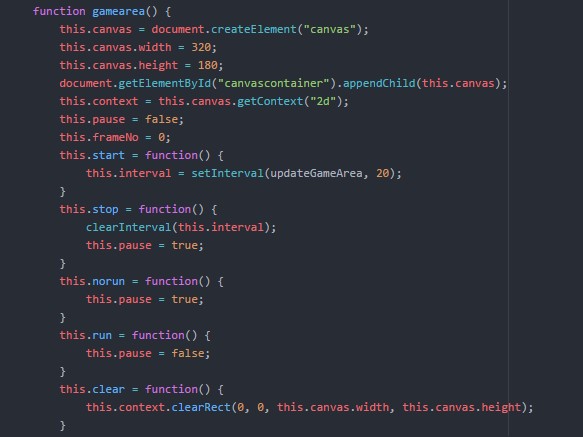 function gamearea() {
this.canvas = document.createElement("canvas");
this.canvas.width = 320;
this.canvas.height = 180;
document.getElementById("canvascontainer").appendChild(this.canvas);
this.context = this.canvas.getContext("2d");
this.pause = false;
this.frameNo = 0;
this.start = function() {
this.interval = setInterval(updateGameArea, 20);
}
this.stop = function() {
clearInterval(this.interval);
this.pause = true;
}
this.norun = function() {
this.pause = true;
}
this.run = function() {
this.pause = false;
}
this.clear = function() {
this.context.clearRect(0, 0, this.canvas.width, this.canvas.height);
}